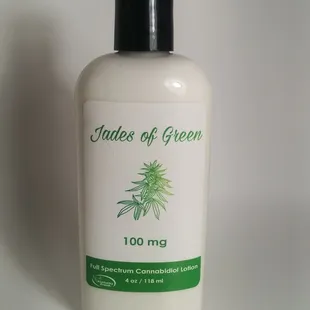 Jades of Green
100 mg
Full Spectrum Cannabidiol Lotion
4 oz / 118 ml